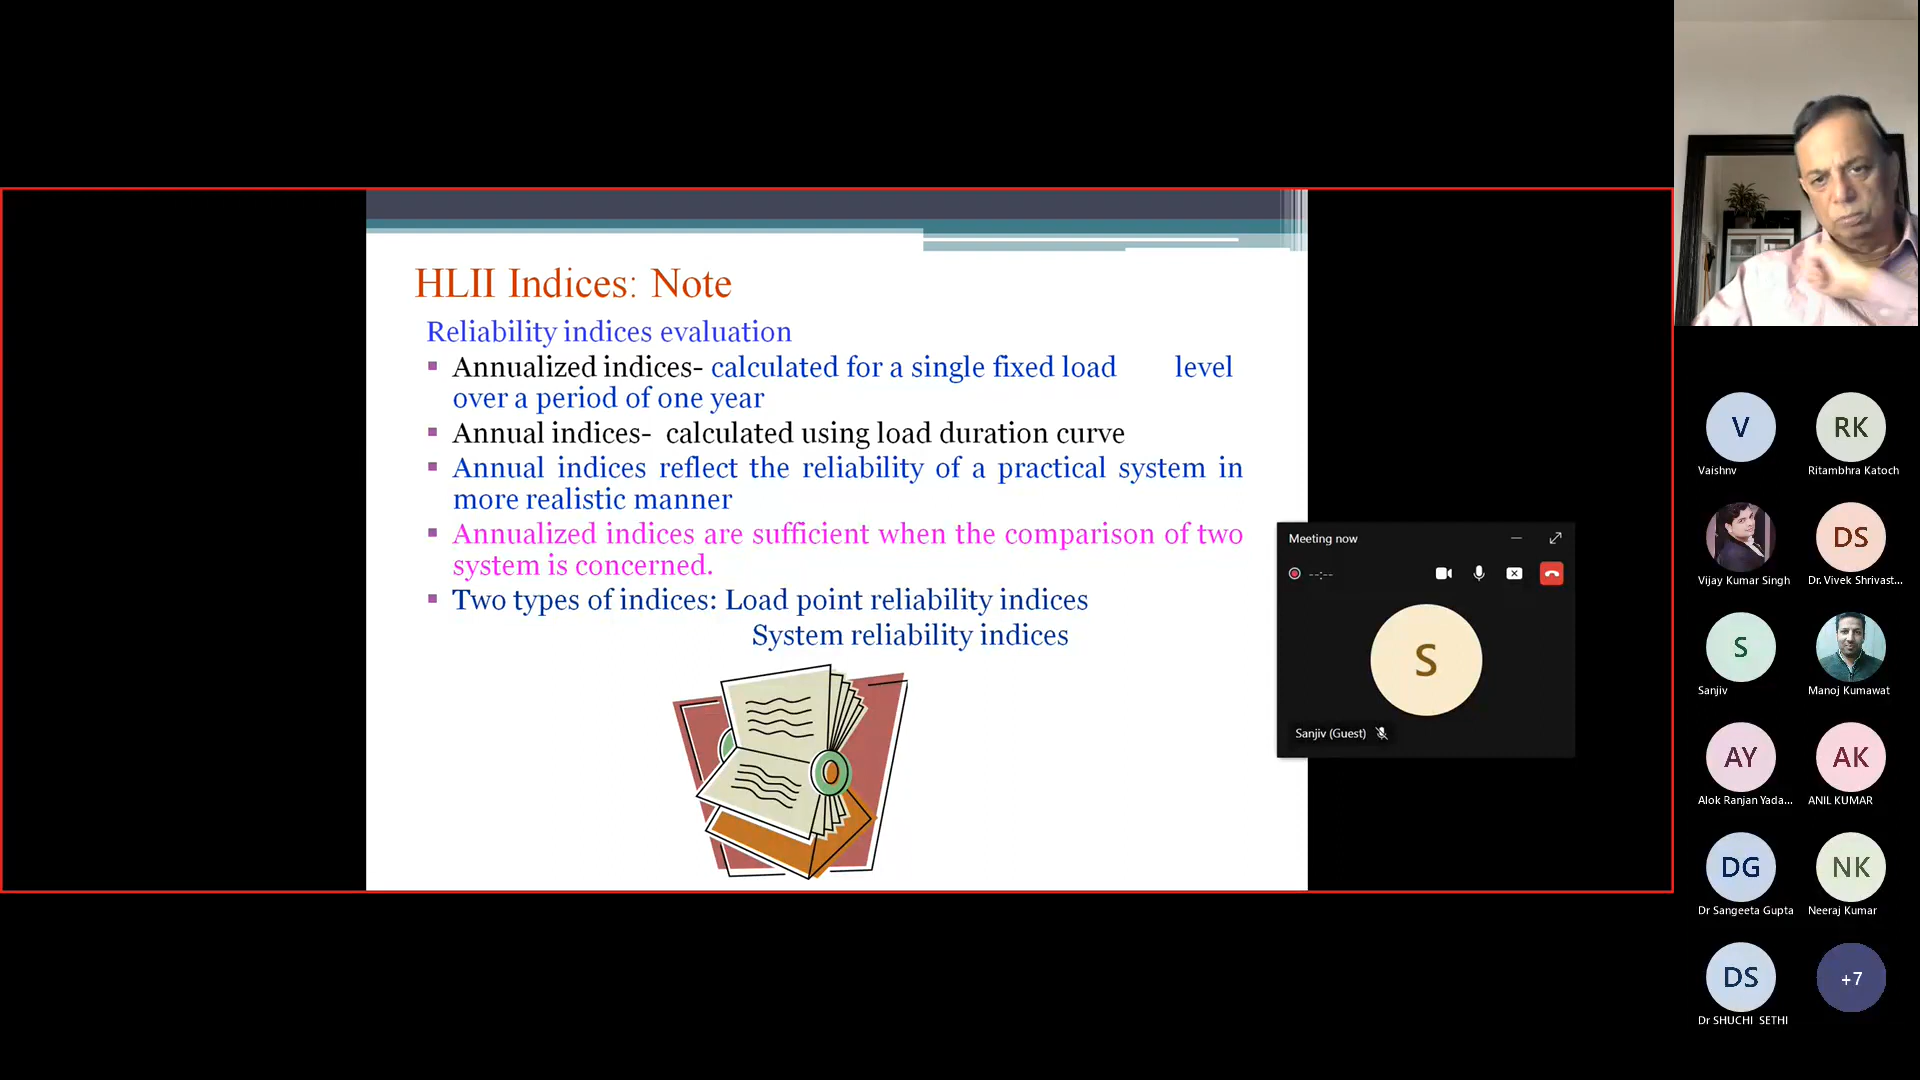 HLII Indices: Note
Reliability indices evaluation
Annualized indices- calculated for a single fixed load level
over a period of one year
Annual indices- calculated using load duration curve
Annual indices reflect the reliability of a practical system in
more realistic manner
Annualized indices are sufficient when the comparison of two
system is concerned.
Two types of indices: Load point reliability indices
System reliability indices
Meeting now
--:--
S
Sanjiv (Guest)
V
RK
Vaishnv
Ritambhra Katoch
DS
Vijay Kumar Singh
Dr. Vivek Shrivast...
S
Sanjiv
Manoj Kumawat
AY
AK
Alok Ranjan Yada...
ANIL KUMAR
DG
NK
Dr Sangeeta Gupta
Neeraj Kumar
DS
+7
Dr SHUCHI SETHI